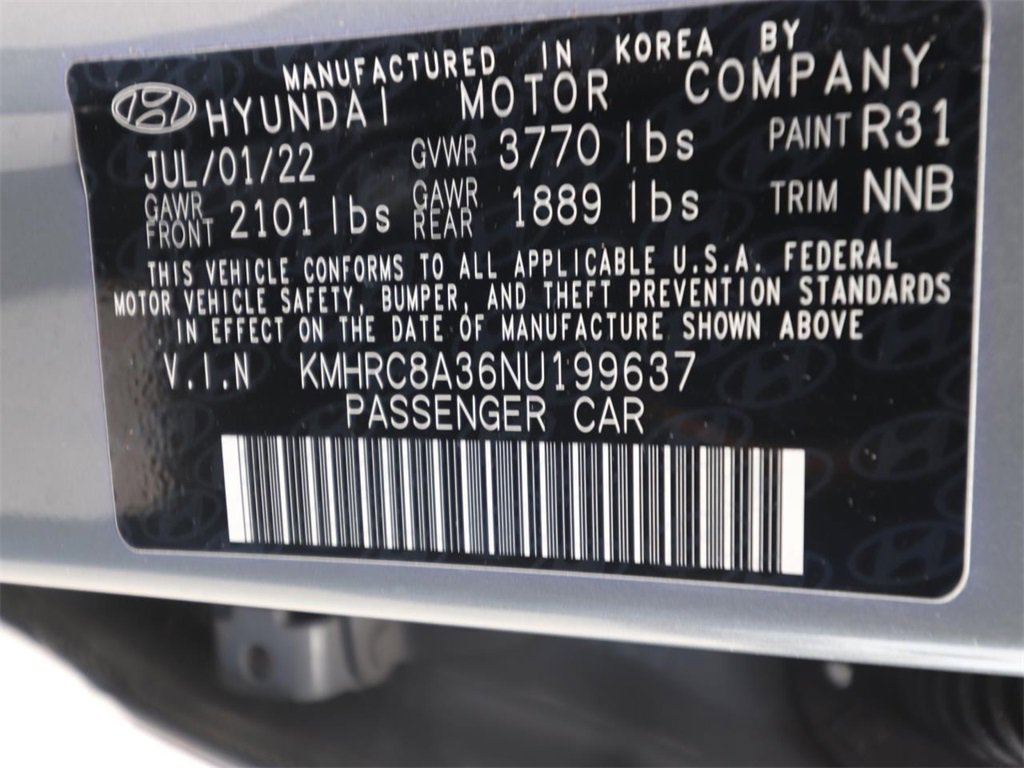 MANUFACTURED IN KOREA BY
HYUNDAI MOTOR COMPANY
JUL/01/22 GVWR 3770 lbs PAINT R31
GAWR FRONT 2101 lbs GAWR REAR 1889 lbs TRIM NNB
THIS VEHICLE CONFORMS TO ALL APPLICABLE U.S.A. FEDERAL
MOTOR VEHICLE SAFETY, BUMPER, AND THEFT PREVENTION STANDARDS
IN EFFECT ON THE DATE OF MANUFACTURE SHOWN ABOVE
V.I.N KMHRC8A36NU199637
PASSENGER CAR